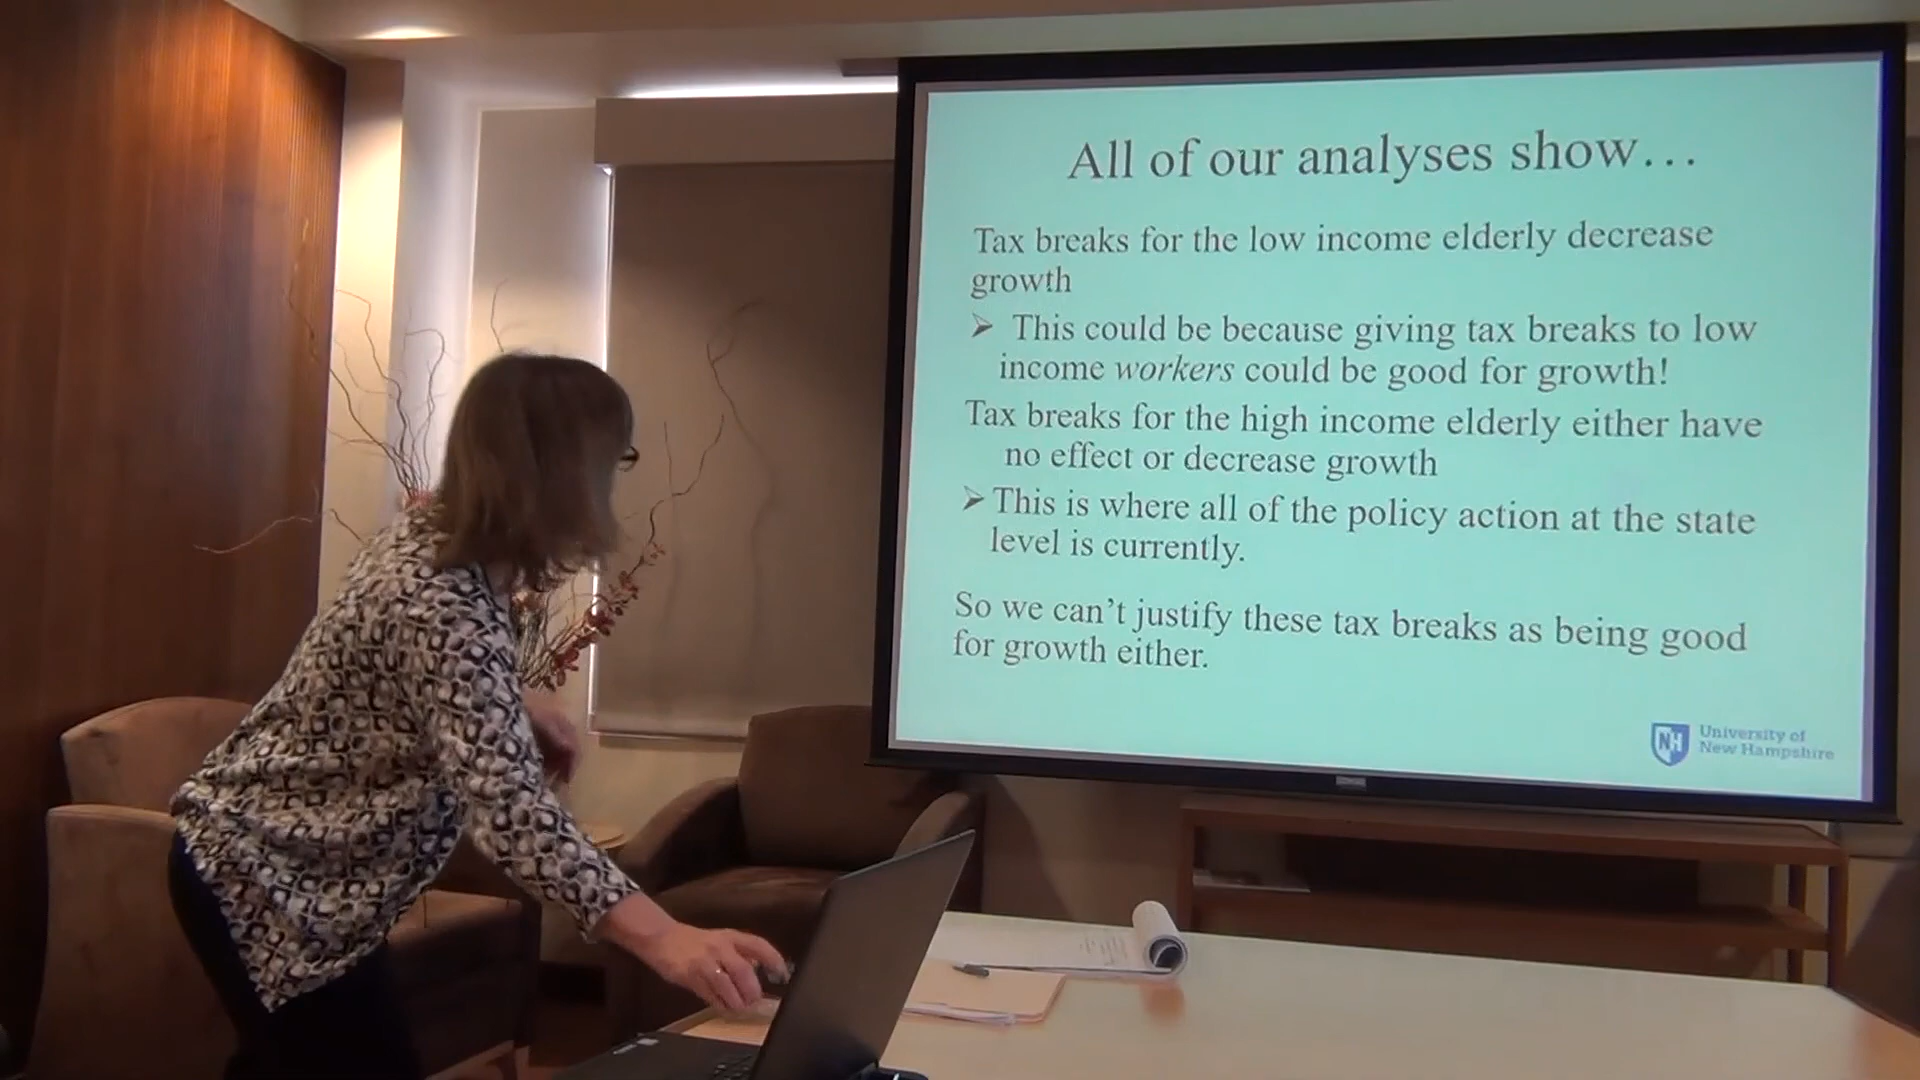 All of our analyses show…
Tax breaks for the low income elderly decrease
growth
➢ This could be because giving tax breaks to low
income workers could be good for growth!
Tax breaks for the high income elderly either have
no effect or decrease growth
➢ This is where all of the policy action at the state
level is currently.
So we can’t justify these tax breaks as being good
for growth either.
NH
University of
New Hampshire